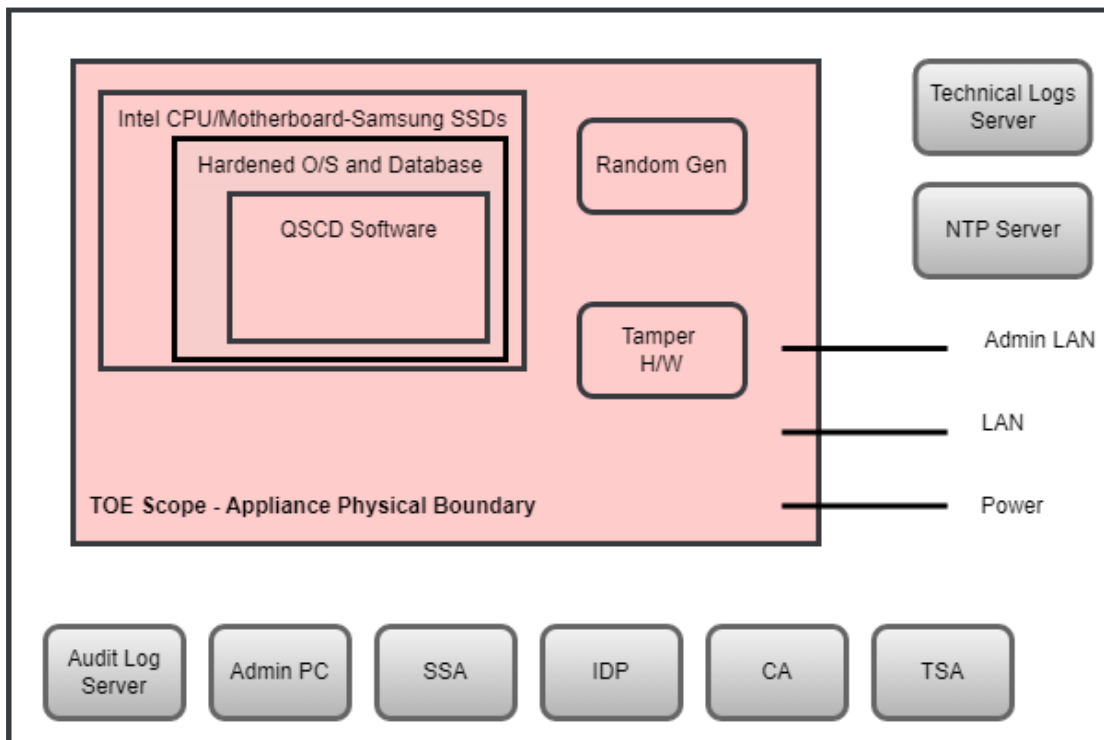 Intel CPU/Motherboard-Samsung SSDs
Hardened O/S and Database
QSCD Software
Random Gen
Tamper
H/W
TOE Scope - Appliance Physical Boundary
Technical Logs
Server
NTP Server
Admin LAN
LAN
Power
Audit Log
Server
Admin PC
SSA
IDP
CA
TSA